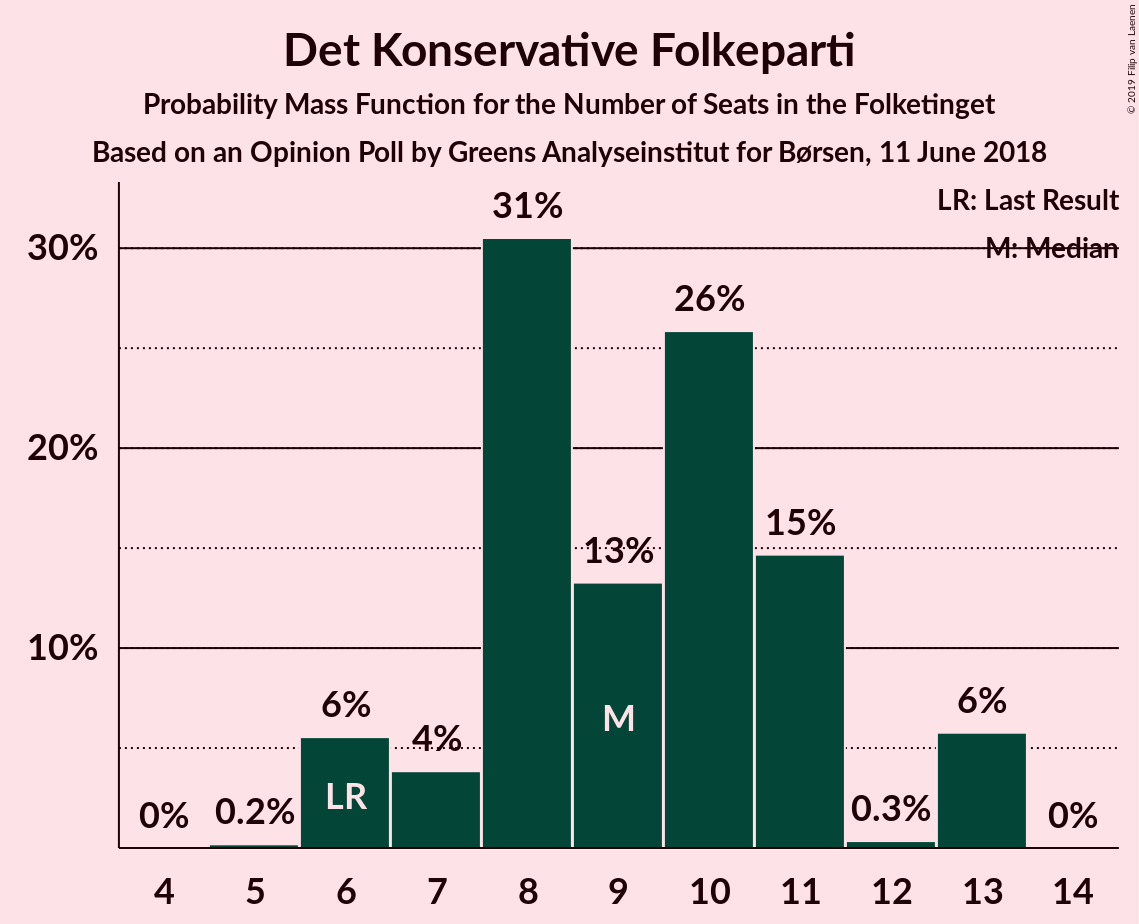 Det Konservative Folkeparti
Probability Mass Function for the Number of Seats in the Folketinget
Based on an Opinion Poll by Greens Analyseinstitut for Børsen, 11 June 2018
© 2019 Filip van Laenen
LR: Last Result
M: Median
30%
20%
10%
0%
0.2%
6%
4%
31%
13%
26%
15%
0.3%
6%
0%
LR
M
4 5 6 7 8 9 10 11 12 13 14